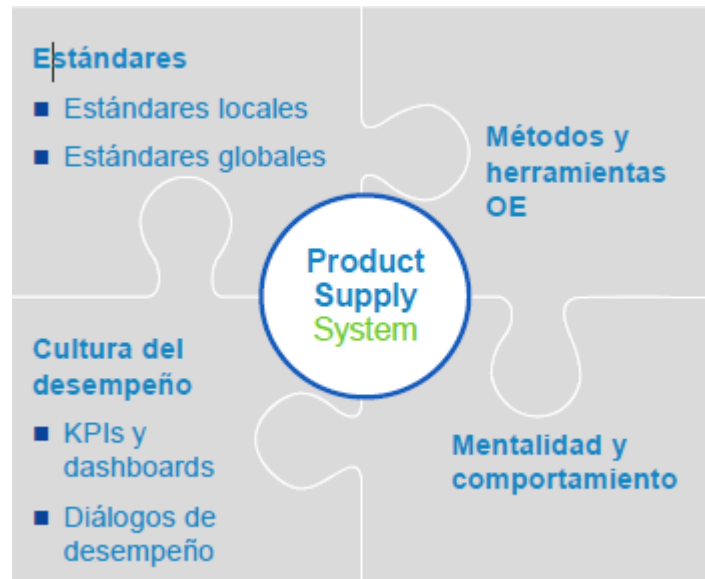 Estándares
■ Estándares locales
■ Estándares globales
Métodos y
herramientas
OE
Product
Supply
System
Cultura del
desempeño
■ KPIs y
dashboards
■ Diálogos de
desempeño
Mentalidad y
comportamiento